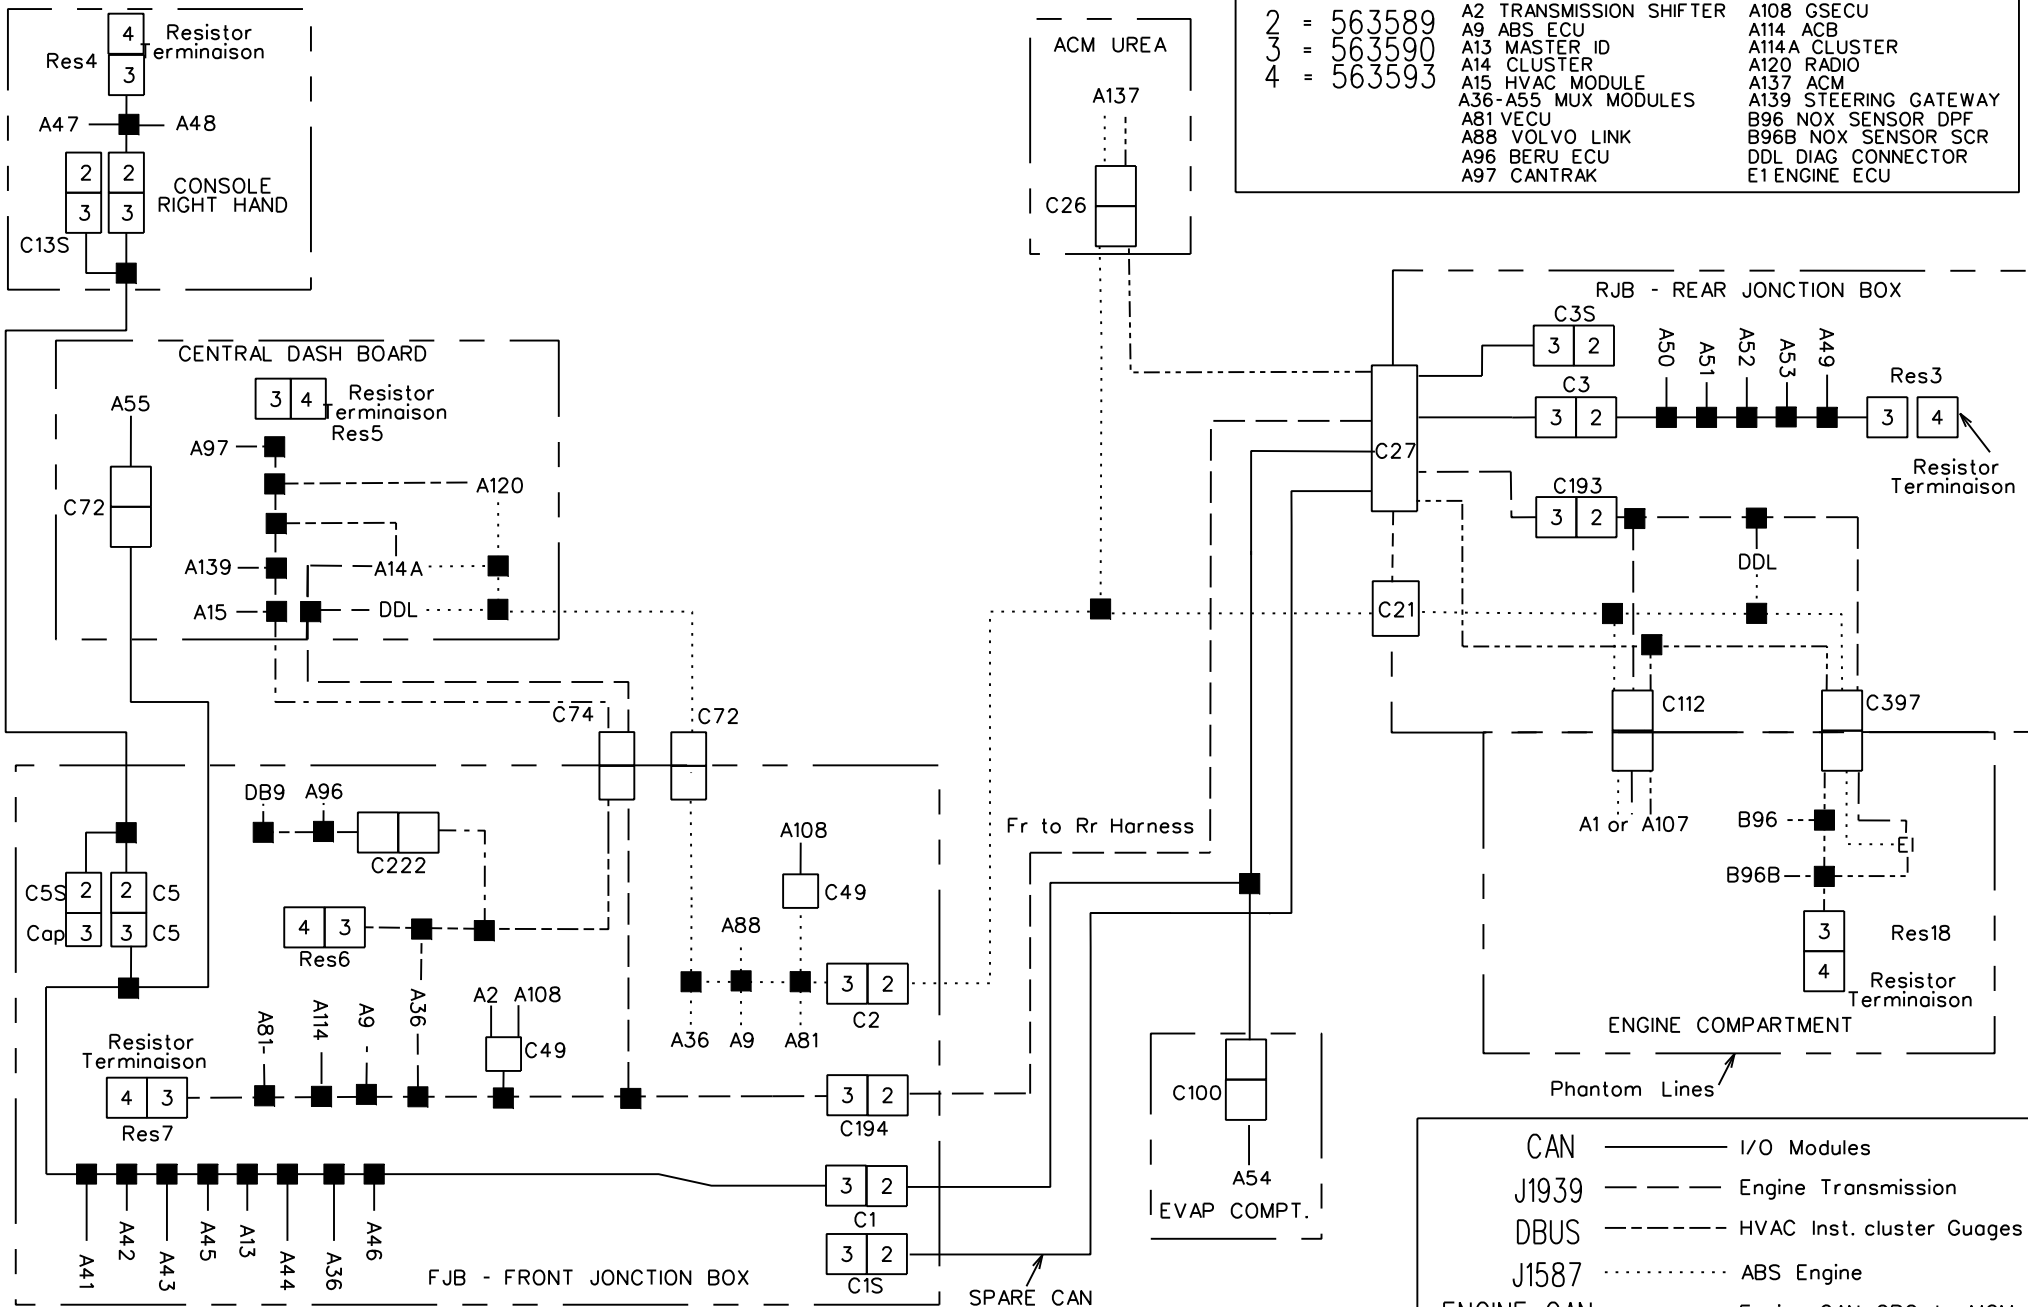 4
Resistor
Terminaison
Res4
3
A47
A48
2
2
3
3
CONSOLE
RIGHT HAND
C13S
ACM UREA
A137
C26
2 = 563589
3 = 563590
4 = 563593
A2 TRANSMISSION SHIFTER
A9 ABS ECU
A13 MASTER ID
A14 CLUSTER
A15 HVAC MODULE
A36-A55 MUX MODULES
A81 VECU
A88 VOLVO LINK
A96 BERU ECU
A97 CANTRAK
A108 GSECU
A114 ACB
A114A CLUSTER
A120 RADIO
A137 ACM
A139 STEERING GATEWAY
B96 NOX SENSOR DPF
B96B NOX SENSOR SCR
DDL DIAG CONNECTOR
E1 ENGINE ECU
CENTRAL DASH BOARD
3 4
Resistor
Terminaison
Res5
A55
C72
A97
A120
A139
A14A
A15
DDL
C74
C72
RJB - REAR JONCTION BOX
C3S
3 2
C3
3 2
A50
A51
A52
A53
A49
Res3
3 4
Resistor
Terminaison
C27
C193
3 2
DDL
C21
C112
C397
A1 or A107
B96
B96B
E1
3
4
Res18
Resistor
Terminaison
ENGINE COMPARTMENT
Phantom Lines
Fr to Rr Harness
DB9
A96
C222
C5S
2
2
C5
Cap
3
3
C5
4 3
Res6
A108
C49
A88
3 2
C2
A36
A9
A81
A81
A114
A9
A36
A2
A108
C49
Resistor
Terminaison
4 3
Res7
3 2
C194
3 2
C1
3 2
C1S
A41
A42
A43
A45
A13
A44
A36
A46
FJB - FRONT JONCTION BOX
SPARE CAN
C100
A54
EVAP COMPT.
CAN
I/O Modules
J1939
Engine Transmission
DBUS
HVAC Inst. cluster Guages
J1587
ABS Engine